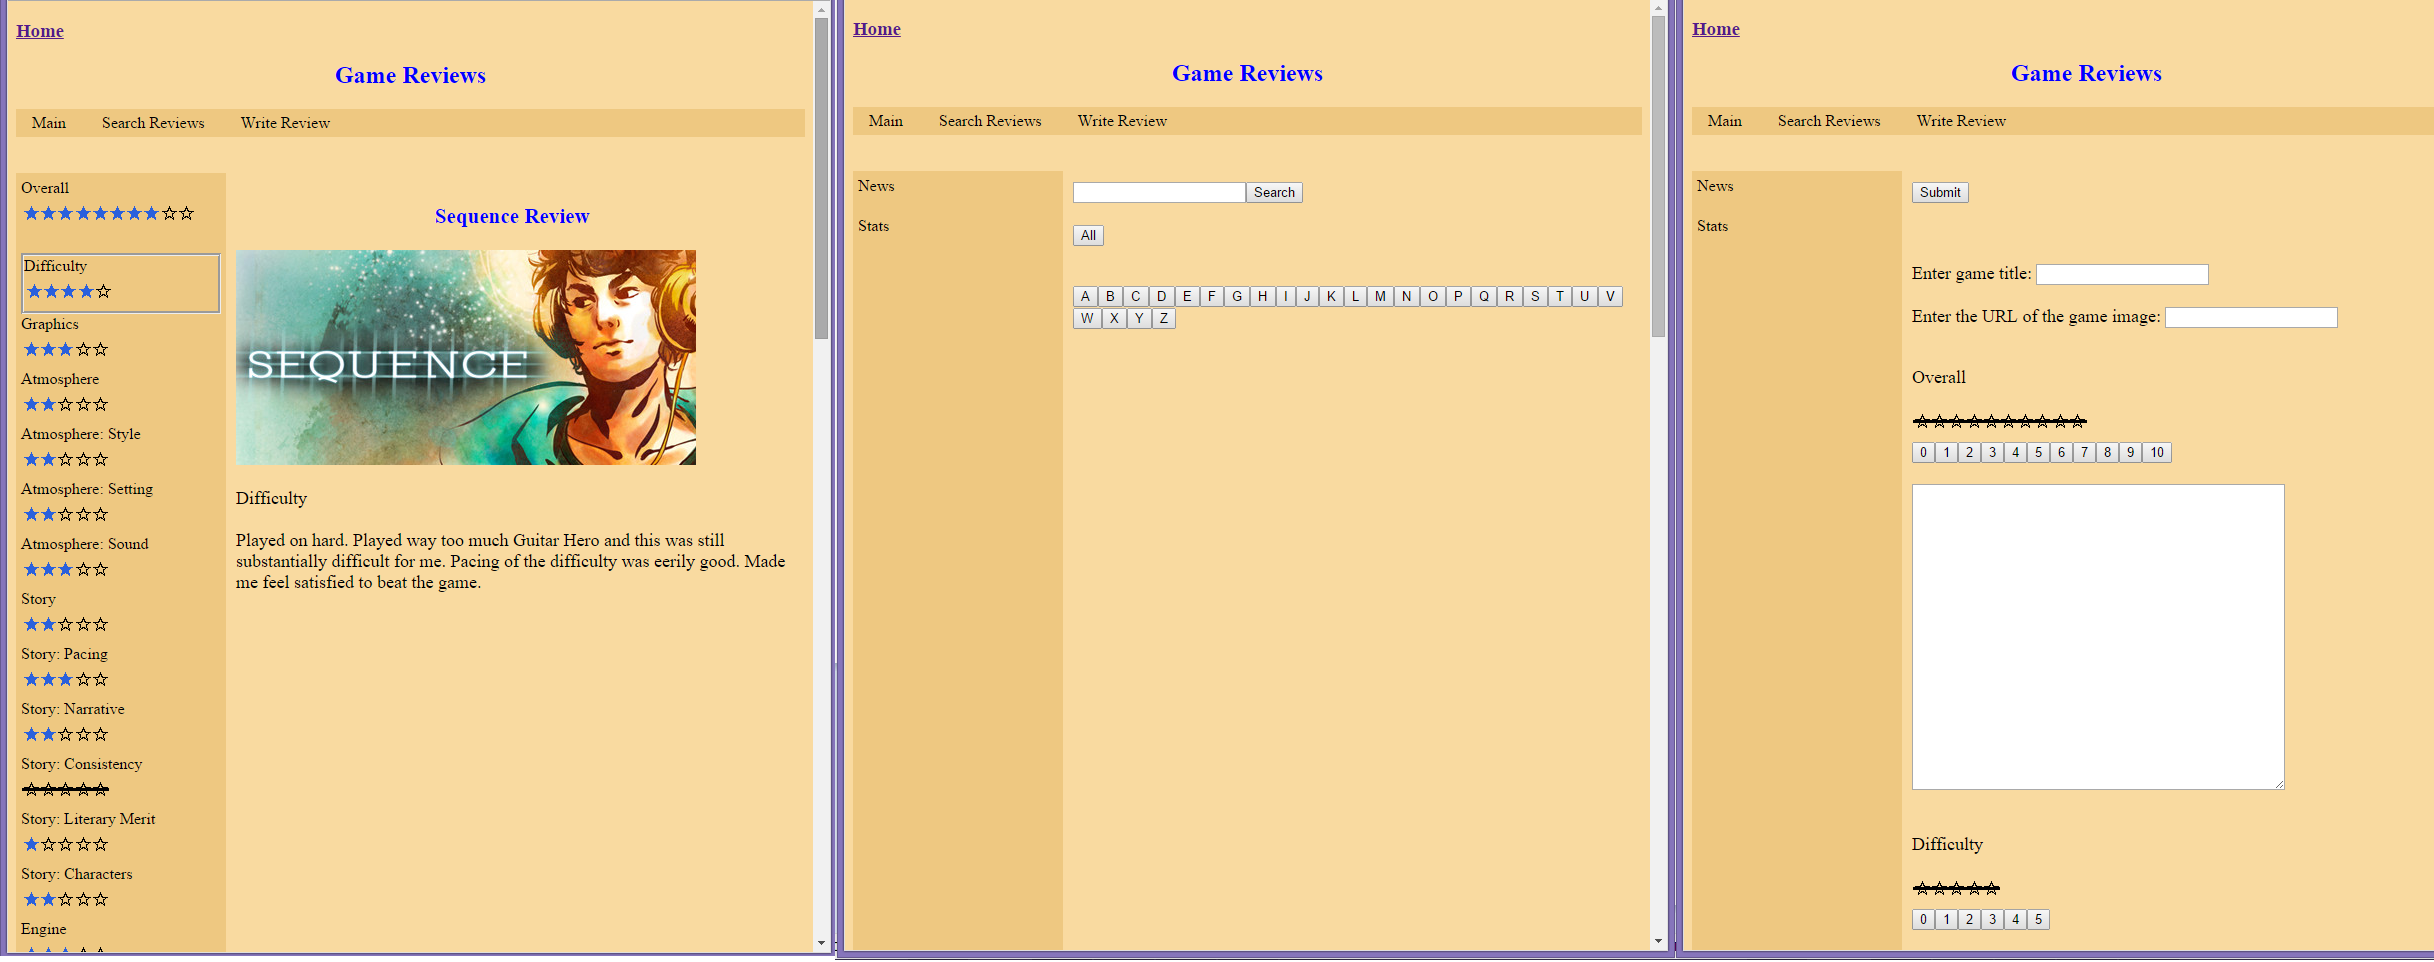 Home
Game Reviews
Main Search Reviews Write Review
Overall
Difficulty
Graphics
Atmosphere
Atmosphere: Style
Atmosphere: Setting
Atmosphere: Sound
Story
Story: Pacing
Story: Narrative
Story: Consistency
Story: Literary Merit
Story: Characters
Engine
Sequence Review
SEQUENCE
Difficulty
Played on hard. Played way too much Guitar Hero and this was still
substantially difficult for me. Pacing of the difficulty was eerily good. Made
me feel satisfied to beat the game.
Home
Game Reviews
Main Search Reviews Write Review
News
Stats
Search
All
A B C D E F G H I J K L M N O P Q R S T U V
W X Y Z
Home
Game Reviews
Main Search Reviews Write Review
News
Stats
Submit
Enter game title:
Enter the URL of the game image:
Overall
0 1 2 3 4 5 6 7 8 9 10
Difficulty
0 1 2 3 4 5